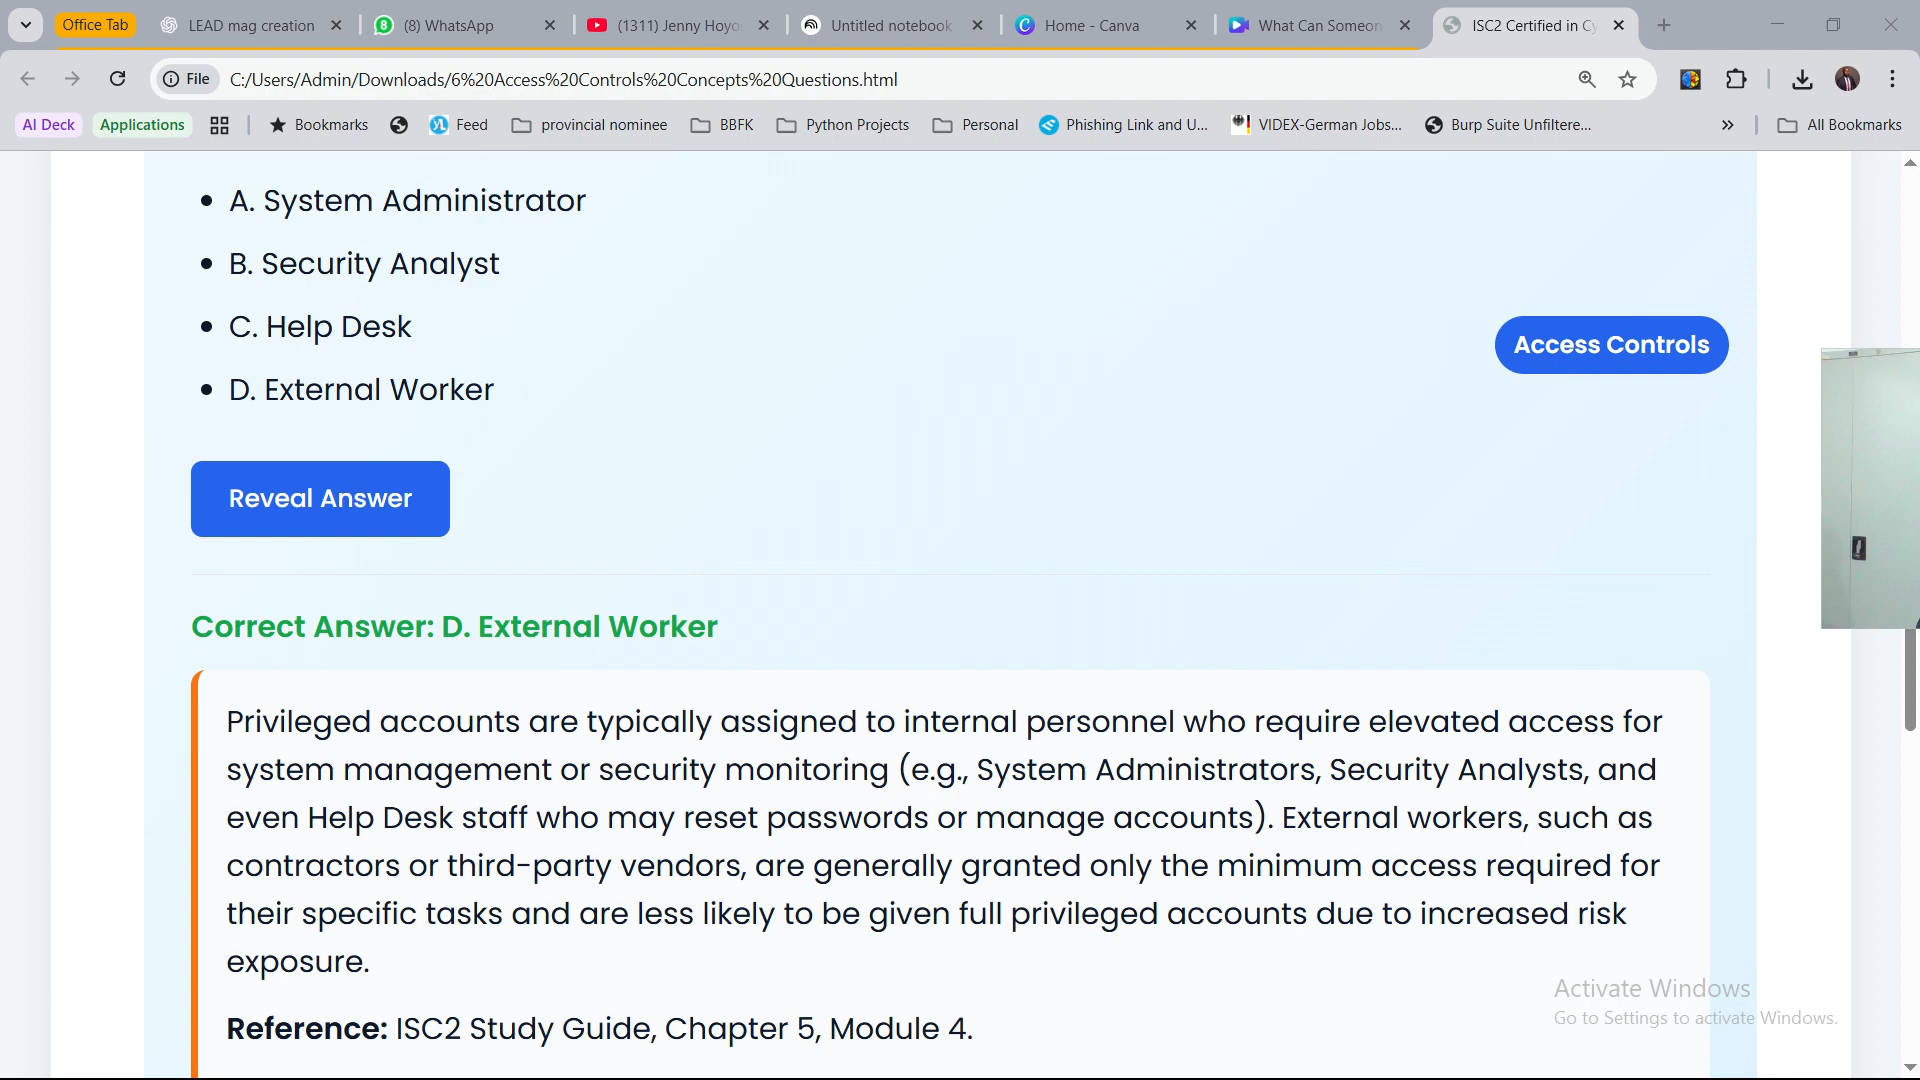 Office Tab
LEAD mag creation
(8) WhatsApp
(1311) Jenny Hoyo
Untitled notebook
Home - Canva
What Can Someon
ISC2 Certified in Cy
File
C:/Users/Admin/Downloads/6%20Access%20Controls%20Concepts%20Questions.html
AI Deck
Applications
Bookmarks
Feed
provincial nominee
BBFK
Python Projects
Personal
Phishing Link and U...
VIDEX-German Jobs...
Burp Suite Unfiltere...
All Bookmarks
• A. System Administrator
• B. Security Analyst
• C. Help Desk
• D. External Worker
Access Controls
Reveal Answer
Correct Answer: D. External Worker
Privileged accounts are typically assigned to internal personnel who require elevated access for
system management or security monitoring (e.g., System Administrators, Security Analysts, and
even Help Desk staff who may reset passwords or manage accounts). External workers, such as
contractors or third-party vendors, are generally granted only the minimum access required for
their specific tasks and are less likely to be given full privileged accounts due to increased risk
exposure.
Reference: ISC2 Study Guide, Chapter 5, Module 4.
Activate Windows
Go to Settings to activate Windows.